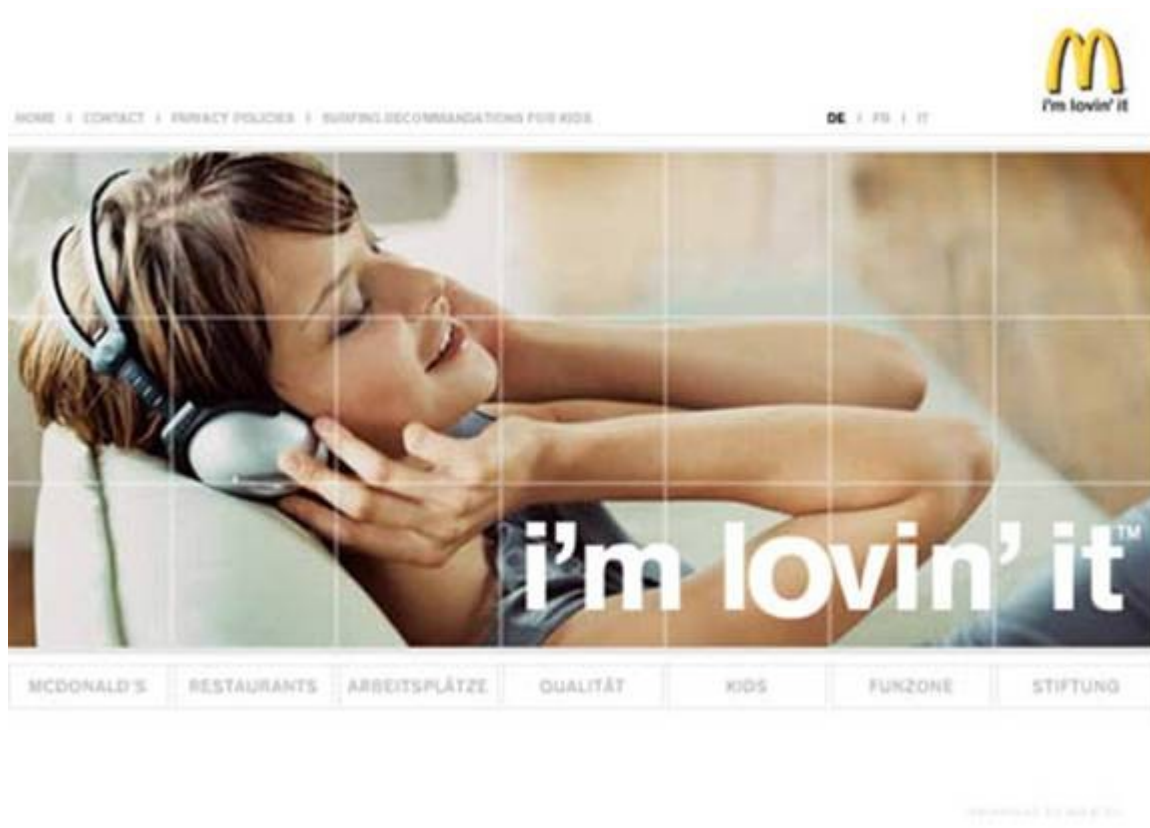 i'm lovin' it
HOME | CONTACT | PRIVACY POLICIES | SURFING RECOMMANDATIONS FOR KIDS
DE | FR | IT
i'm lovin' it™
MCDONALD'S RESTAURANTS ARBEITSPLÄTZE QUALITÄT KIDS FUNZONE STIFTUNG